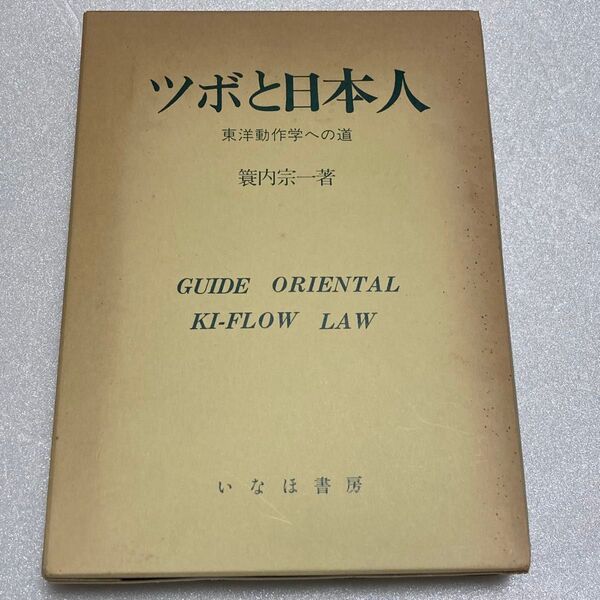 ツボと日本人
東洋動作学への道
簑内宗一著
GUIDE ORIENTAL
KI-FLOW LAW
いなほ書房